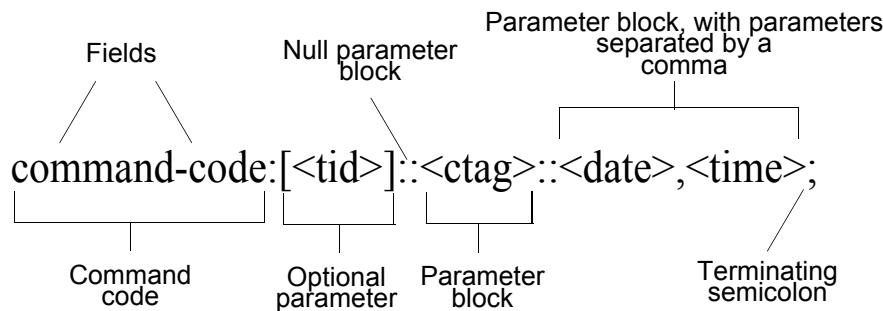 Parameter block, with parameters
separated by a
comma
Fields
Null parameter
block
command-code:[<tid>]::<ctag>::<date>,<time>;
Command
code
Optional
parameter
Parameter
block
Terminating
semicolon